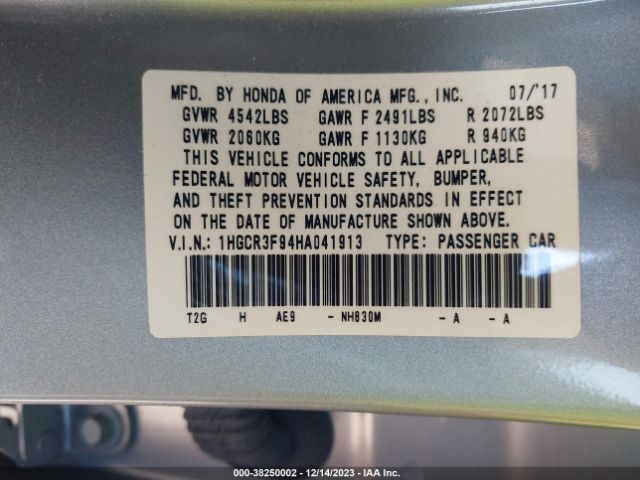 MFD. BY HONDA OF AMERICA MFG., INC. 07/'17
GVWR 4542LBS GAWR F 2491LBS R 2072LBS
GVWR 2060KG GAWR F 1130KG R 940KG
THIS VEHICLE CONFORMS TO ALL APPLICABLE
FEDERAL MOTOR VEHICLE SAFETY, BUMPER,
AND THEFT PREVENTION STANDARDS IN EFFECT
ON THE DATE OF MANUFACTURE SHOWN ABOVE.
V.I.N.: 1HGCR3F94HA041913 TYPE: PASSENGER CAR
T2G H AE9 - NH830M - A - A
000-38250002 - 12/14/2023 - IAA Inc.